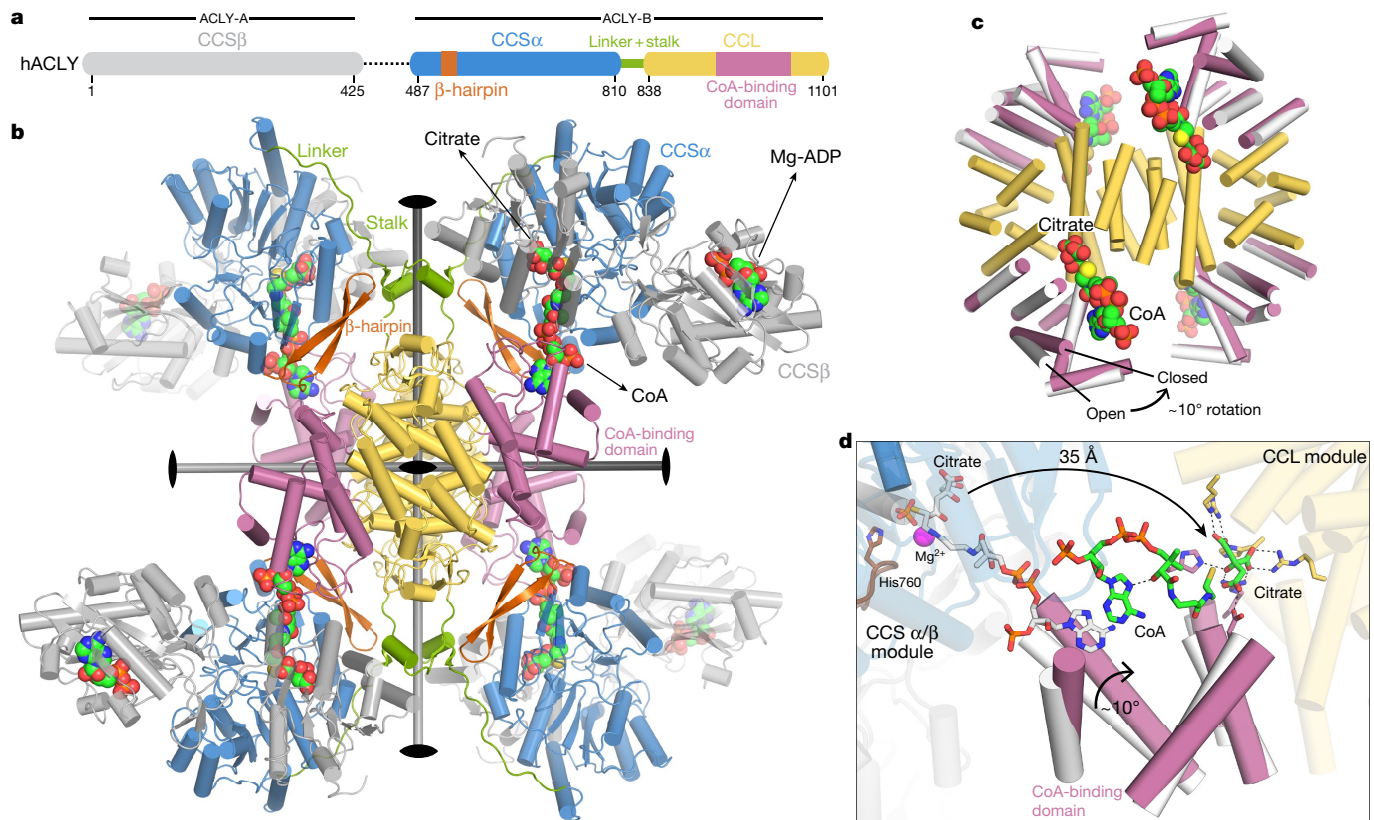 a
ACLY-A
ACLY-B
CCSβ
CCSα
Linker + stalk
CCL
hACLY
1
425
487
β-hairpin
810
838
CoA-binding
domain
1101
b
Linker
Citrate
CCSα
Mg-ADP
Stalk
β-hairpin
CCSβ
CoA
CoA-binding
domain
c
Citrate
CoA
Closed
Open
~10° rotation
d
Citrate
35 Å
CCL module
Mg2+
His760
Citrate
CoA
CCS α/β
module
~10°
CoA-binding
domain